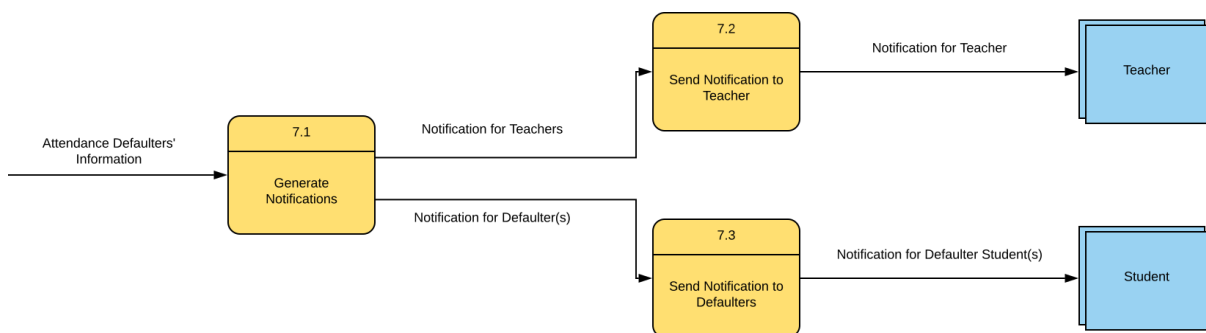 7.2
Notification for Teacher
Send Notification to
Teacher
Teacher
7.1
Notification for Teachers
Attendance Defaulters'
Information
Generate
Notifications
Notification for Defaulter(s)
7.3
Notification for Defaulter Student(s)
Send Notification to
Defaulters
Student